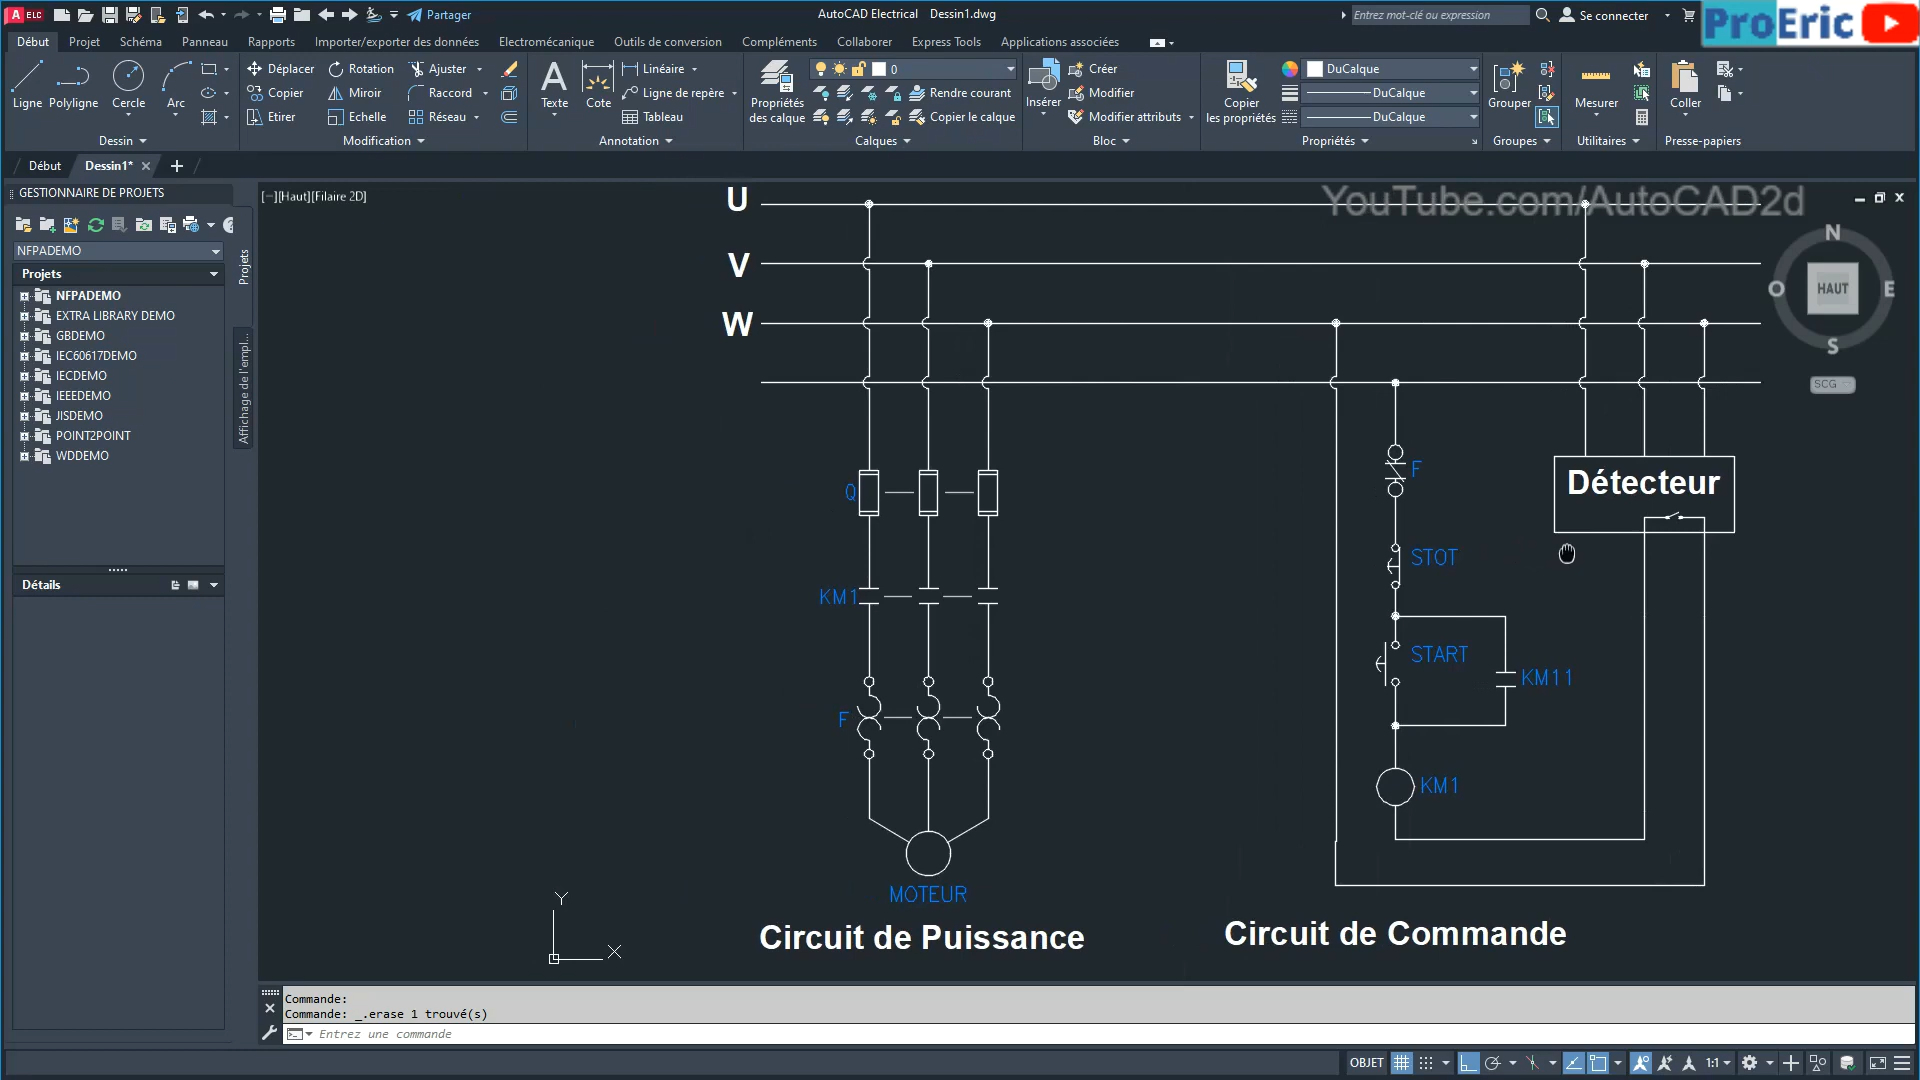 AutoCAD Electrical Dessin1.dwg
ELC
Partager
Entrez mot-clé ou expression
Se connecter
ProEric
Début Projet Schéma Panneau Rapports Importer/exporter des données Electromécanique Outils de conversion Compléments Collaborer Express Tools Applications associées
Ligne Polyligne Cercle Arc
Déplacer Rotation Ajuster
Copier Miroir Raccord
Etirer Echelle Réseau
Texte Cote
Linéaire
Ligne de repère
Tableau
Propriétés des calque
0
Rendre courant
Copier le calque
Insérer
Créer
Modifier
Modifier attributs
Copier les propriétés
DuCalque
DuCalque
DuCalque
Grouper
Mesurer
Coller
Dessin Modification Annotation Calques Bloc Propriétés Groupes Utilitaires Presse-papiers
Début Dessin1*
GESTIONNAIRE DE PROJETS
NFPADEMO
Projets
NFPADEMO
EXTRA LIBRARY DEMO
GBDEMO
IEC60617DEMO
IECDEMO
IEEEDEMO
JISDEMO
POINT2POINT
WDDEMO
Détails
Projets
Affichage de l'empl...
[−][Haut][Filaire 2D]
YouTube.com/AutoCAD2d
N
O HAUT E
S
SCG
U
V
W
Q
KM1
F
MOTEUR
Circuit de Puissance
F
STOT
START
KM11
KM1
Détecteur
Circuit de Commande
Y
X
Commande:
Commande: _.erase 1 trouvé(s)
Entrez une commande
OBJET 1:1